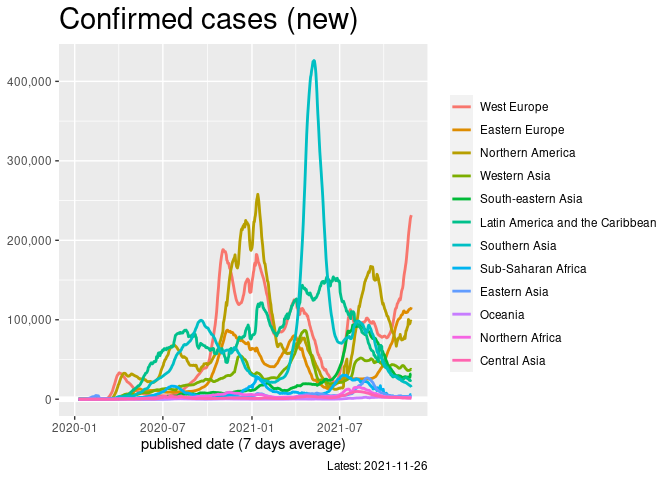 Confirmed cases (new)
400,000
300,000
200,000
100,000
0
2020-01
2020-07
2021-01
2021-07
published date (7 days average)
West Europe
Eastern Europe
Northern America
Western Asia
South-eastern Asia
Latin America and the Caribbean
Southern Asia
Sub-Saharan Africa
Eastern Asia
Oceania
Northern Africa
Central Asia
Latest: 2021-11-26